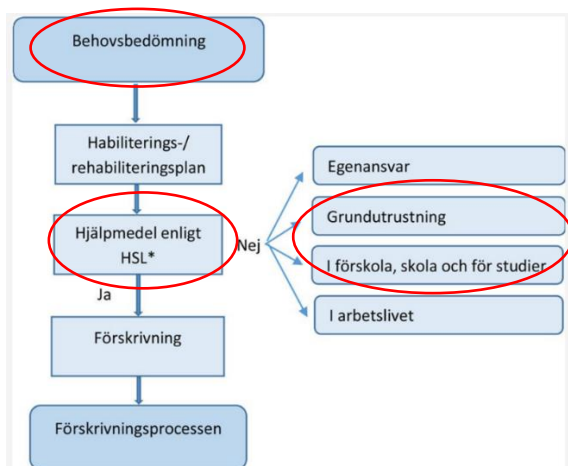 Behovsbedömning
Habiliterings-/
rehabiliteringsplan
Hjälpmedel enligt
HSL*
Nej
Ja
Förskrivning
Förskrivningsprocessen
Egenansvar
Grundutrustning
I förskola, skola och för studier
I arbetslivet